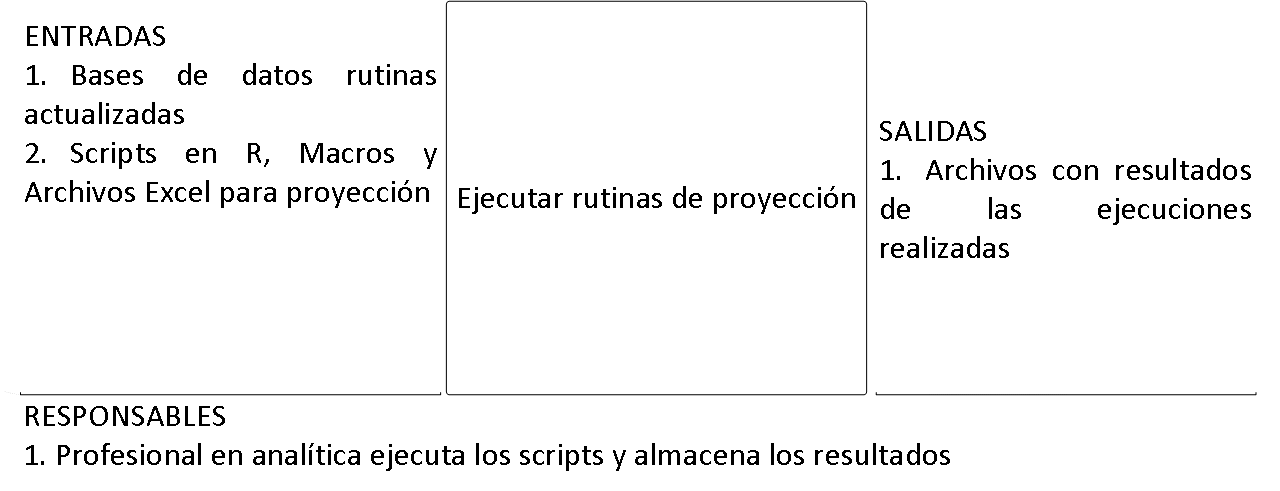 ENTRADAS
1. Bases de datos rutinas
actualizadas
2. Scripts en R, Macros y
Archivos Excel para proyección
Ejecutar rutinas de proyección
SALIDAS
1. Archivos con resultados
de las ejecuciones
realizadas
RESPONSABLES
1. Profesional en analítica ejecuta los scripts y almacena los resultados